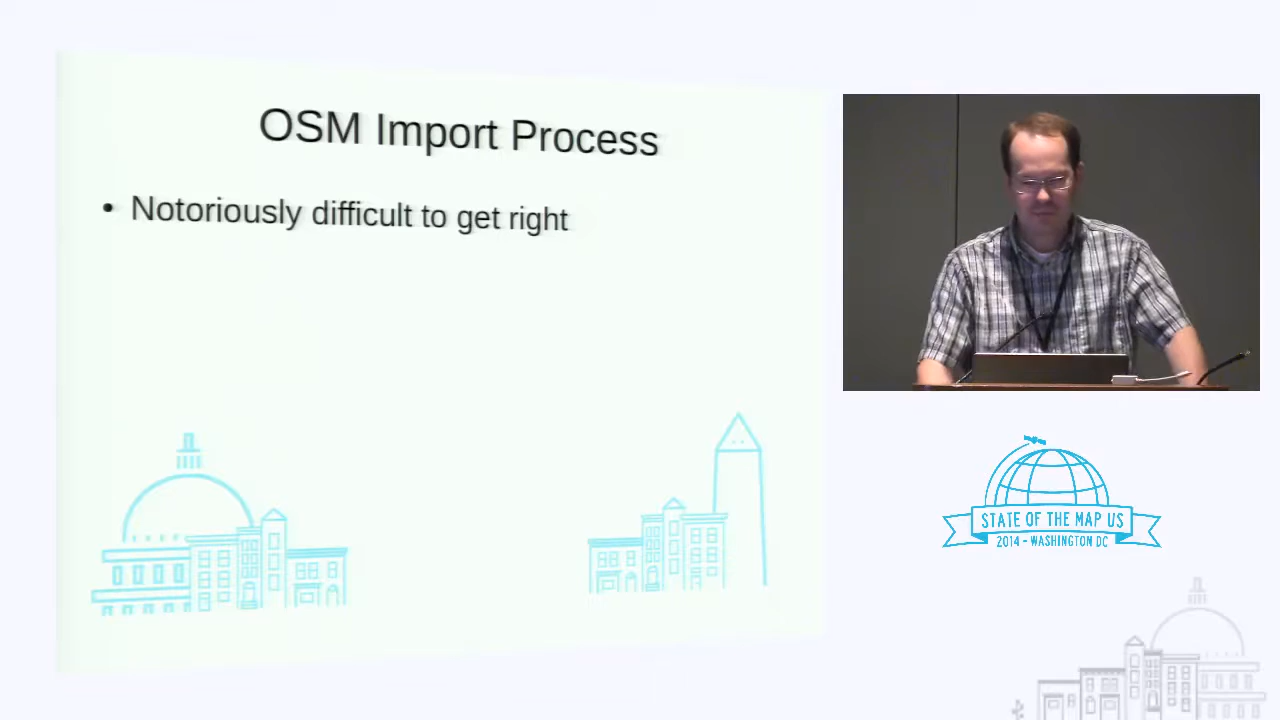 OSM Import Process
• Notoriously difficult to get right
STATE OF THE MAP US
2014 - WASHINGTON DC